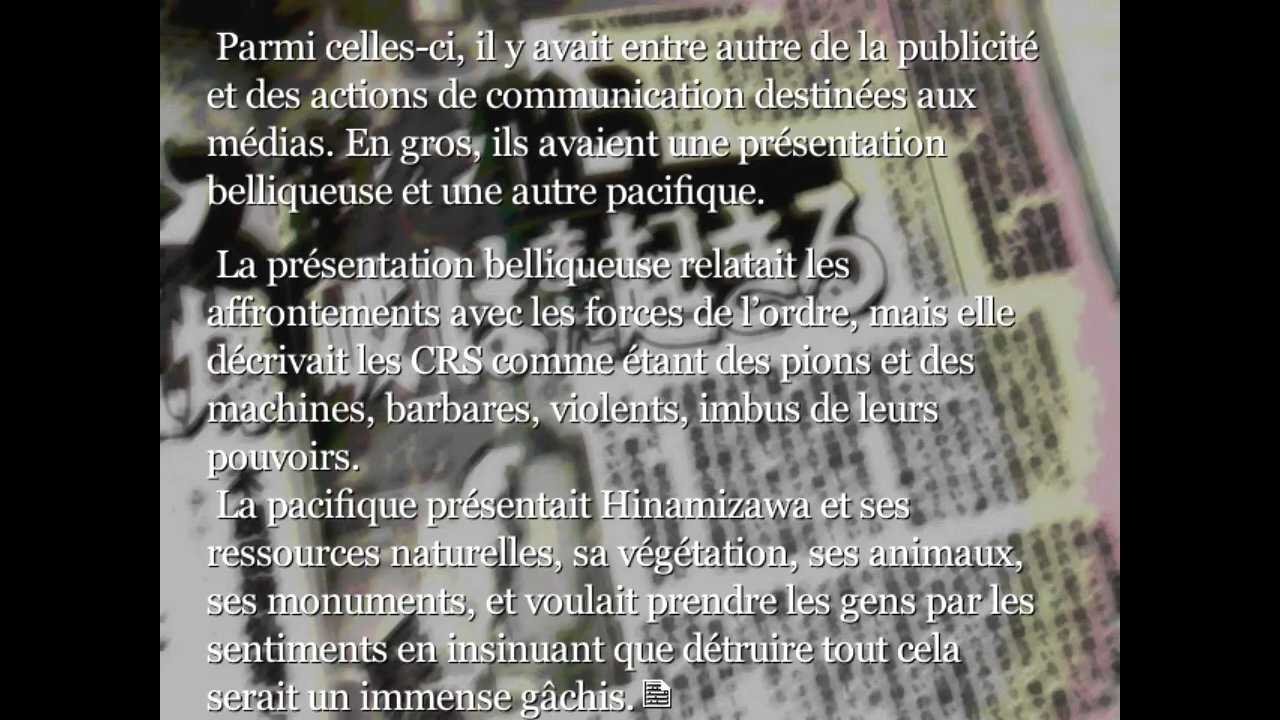 Parmi celles-ci, il y avait entre autre de la publicité
et des actions de communication destinées aux
médias. En gros, ils avaient une présentation
belliqueuse et une autre pacifique.
La présentation belliqueuse relatait les
affrontements avec les forces de l’ordre, mais elle
décrivait les CRS comme étant des pions et des
machines, barbares, violents, imbus de leurs
pouvoirs.
La pacifique présentait Hinamizawa et ses
ressources naturelles, sa végétation, ses animaux,
ses monuments, et voulait prendre les gens par les
sentiments en insinuant que détruire tout cela
serait un immense gâchis.